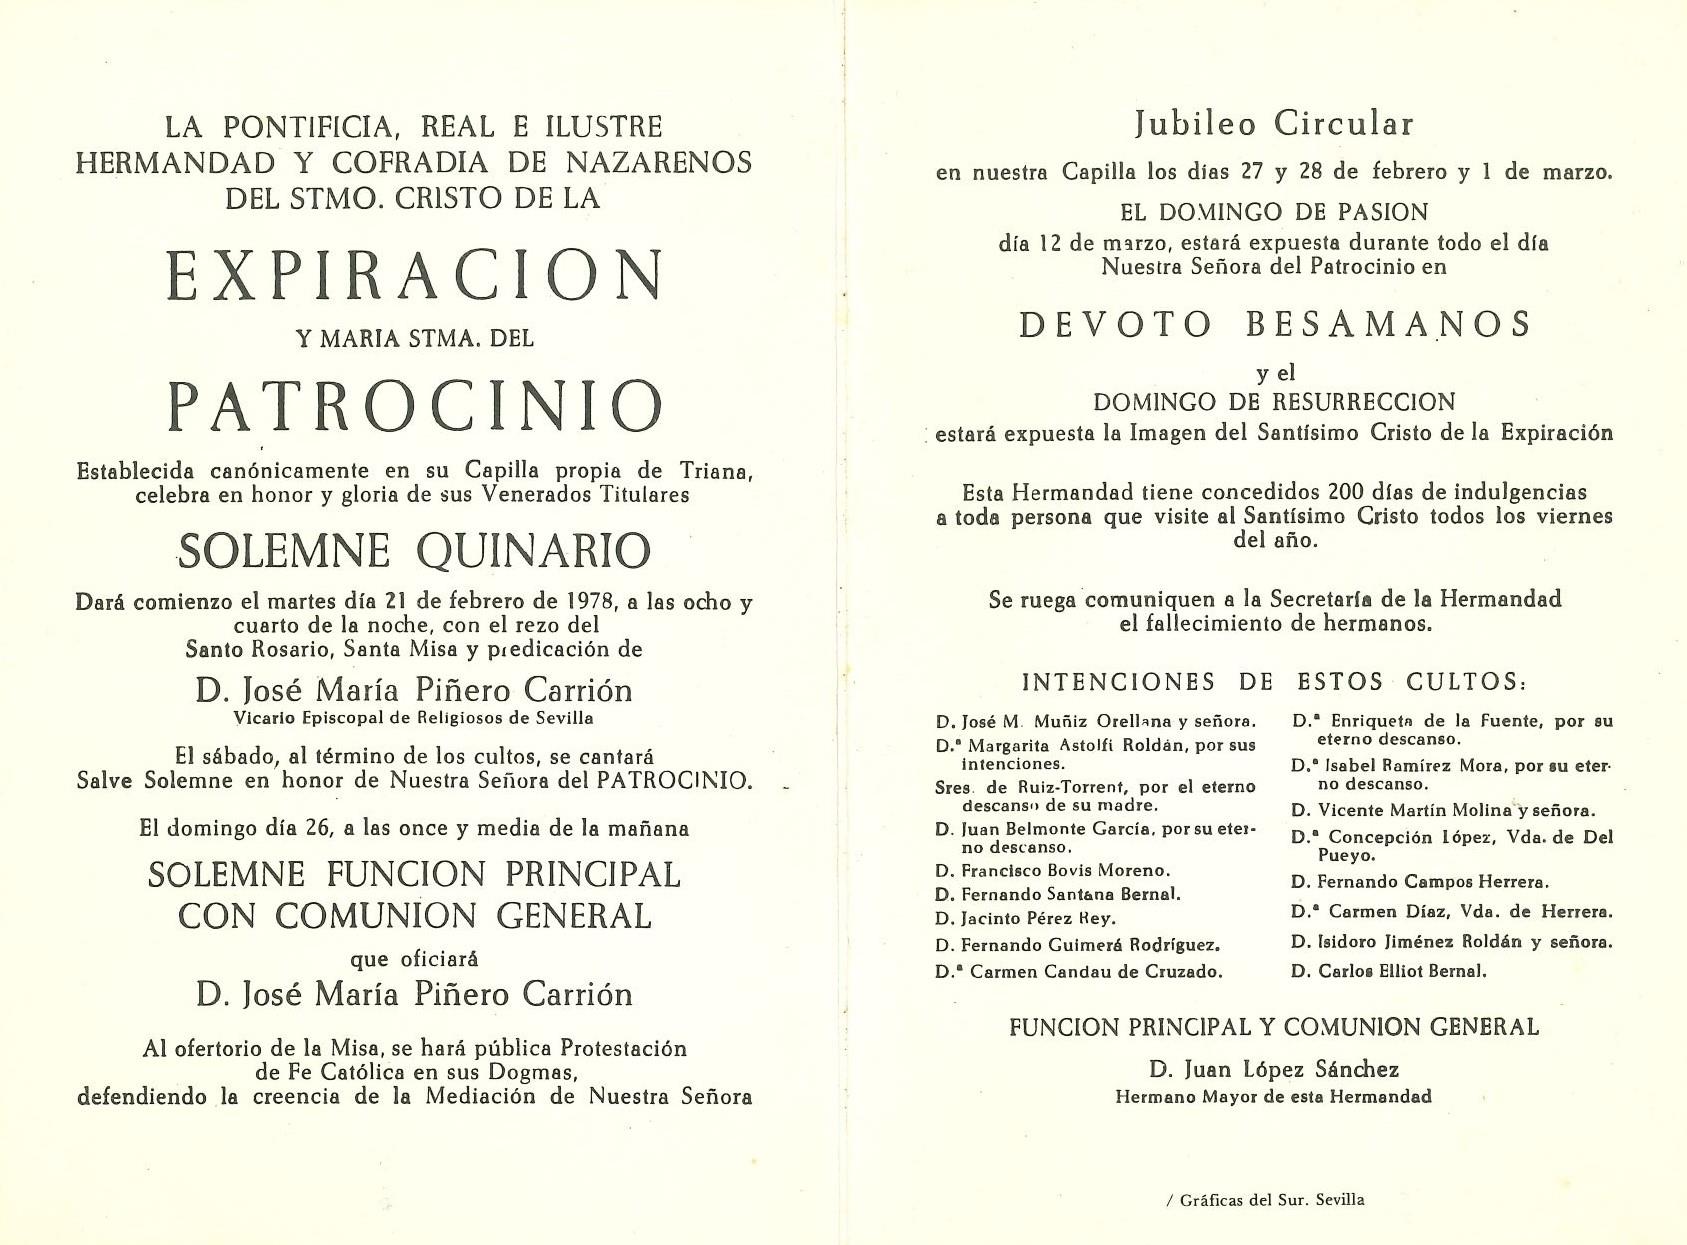 LA PONTIFICIA, REAL E ILUSTRE
HERMANDAD Y COFRADIA DE NAZARENOS
DEL STMO. CRISTO DE LA
EXPIRACION
Y MARIA STMA. DEL
PATROCINIO
Establecida canónicamente en su Capilla propia de Triana,
celebra en honor y gloria de sus Venerados Titulares
SOLEMNE QUINARIO
Dará comienzo el martes día 21 de febrero de 1978, a las ocho y
cuarto de la noche, con el rezo del
Santo Rosario, Santa Misa y predicación de
D. José María Piñero Carrión
Vicario Episcopal de Religiosos de Sevilla
El sábado, al término de los cultos, se cantará
Salve Solemne en honor de Nuestra Señora del PATROCINIO.
El domingo día 26, a las once y media de la mañana
SOLEMNE FUNCION PRINCIPAL
CON COMUNION GENERAL
que oficiará
D. José María Piñero Carrión
Al ofertorio de la Misa, se hará pública Protestación
de Fe Católica en sus Dogmas,
defendiendo la creencia de la Mediación de Nuestra Señora
Jubileo Circular
en nuestra Capilla los días 27 y 28 de febrero y 1 de marzo.
EL DOMINGO DE PASION
día 12 de marzo, estará expuesta durante todo el día
Nuestra Señora del Patrocinio en
DEVOTO BESAMANOS
y el
DOMINGO DE RESURRECCION
estará expuesta la Imagen del Santísimo Cristo de la Expiración
Esta Hermandad tiene concedidos 200 días de indulgencias
a toda persona que visite al Santísimo Cristo todos los viernes
del año.
Se ruega comuniquen a la Secretaría de la Hermandad
el fallecimiento de hermanos.
INTENCIONES DE ESTOS CULTOS:
D. José M. Muñiz Orellana y señora.
D.ª Margarita Astolfi Roldán, por sus
intenciones.
Sres. de Ruiz-Torrent, por el eterno
descanso de su madre.
D. Juan Belmonte García, por su eter-
no descanso.
D. Francisco Bovis Moreno.
D. Fernando Santana Bernal.
D. Jacinto Pérez Rey.
D. Fernando Guimerá Rodríguez.
D.ª Carmen Candau de Cruzado.
D.ª Enriqueta de la Fuente, por su
eterno descanso.
D.ª Isabel Ramírez Mora, por su eter-
no descanso.
D. Vicente Martín Molina y señora.
D.ª Concepción López, Vda. de Del
Pueyo.
D. Fernando Campos Herrera.
D.ª Carmen Díaz, Vda. de Herrera.
D. Isidoro Jiménez Roldán y señora.
D. Carlos Elliot Bernal.
FUNCION PRINCIPAL Y COMUNION GENERAL
D. Juan López Sánchez
Hermano Mayor de esta Hermandad
/ Gráficas del Sur. Sevilla